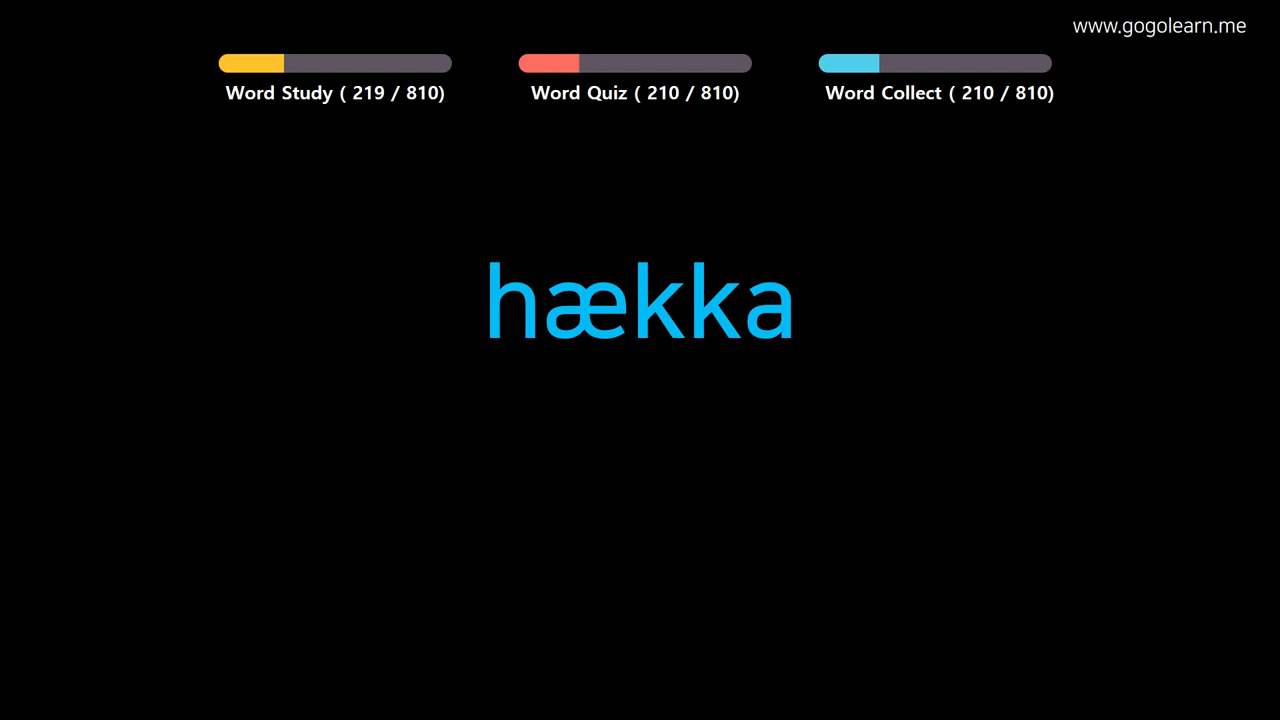 www.gogolearn.me
Word Study ( 219 / 810)
Word Quiz ( 210 / 810)
Word Collect ( 210 / 810)
hækka